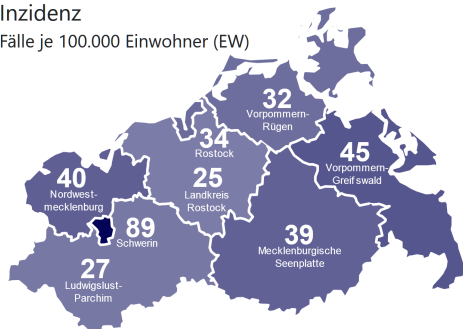 Inzidenz
Fälle je 100.000 Einwohner (EW)
32
Vorpommern-
Rügen
34
Rostock
45
Vorpommern-
Greifswald
40
Nordwest-
mecklenburg
25
Landkreis
Rostock
89
Schwerin
39
Mecklenburgische
Seenplatte
27
Ludwigslust-
Parchim